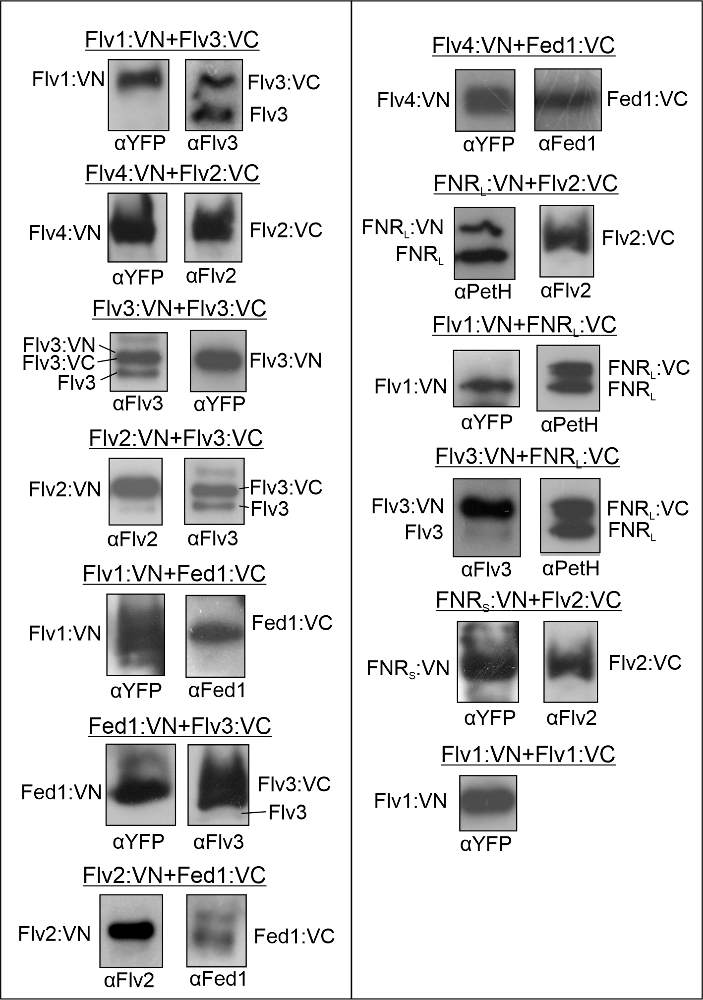 Flv1:VN+Flv3:VC
Flv1:VN
Flv3:VC
Flv3
αYFP αFlv3
Flv4:VN+Flv2:VC
Flv4:VN
Flv2:VC
αYFP αFlv2
Flv3:VN+Flv3:VC
Flv3:VN
Flv3:VC
Flv3
Flv3:VN
αFlv3 αYFP
Flv2:VN+Flv3:VC
Flv2:VN
Flv3:VC
Flv3
αFlv2 αFlv3
Flv1:VN+Fed1:VC
Flv1:VN
Fed1:VC
αYFP αFed1
Fed1:VN+Flv3:VC
Fed1:VN
Flv3:VC
Flv3
αYFP αFlv3
Flv2:VN+Fed1:VC
Flv2:VN
Fed1:VC
αFlv2 αFed1
Flv4:VN+Fed1:VC
Flv4:VN
Fed1:VC
αYFP αFed1
FNRL:VN+Flv2:VC
FNRL:VN
FNRL
Flv2:VC
αPetH αFlv2
Flv1:VN+FNRL:VC
Flv1:VN
FNRL:VC
FNRL
αYFP αPetH
Flv3:VN+FNRL:VC
Flv3:VN
Flv3
FNRL:VC
FNRL
αFlv3 αPetH
FNRS:VN+Flv2:VC
FNRS:VN
Flv2:VC
αYFP αFlv2
Flv1:VN+Flv1:VC
Flv1:VN
αYFP